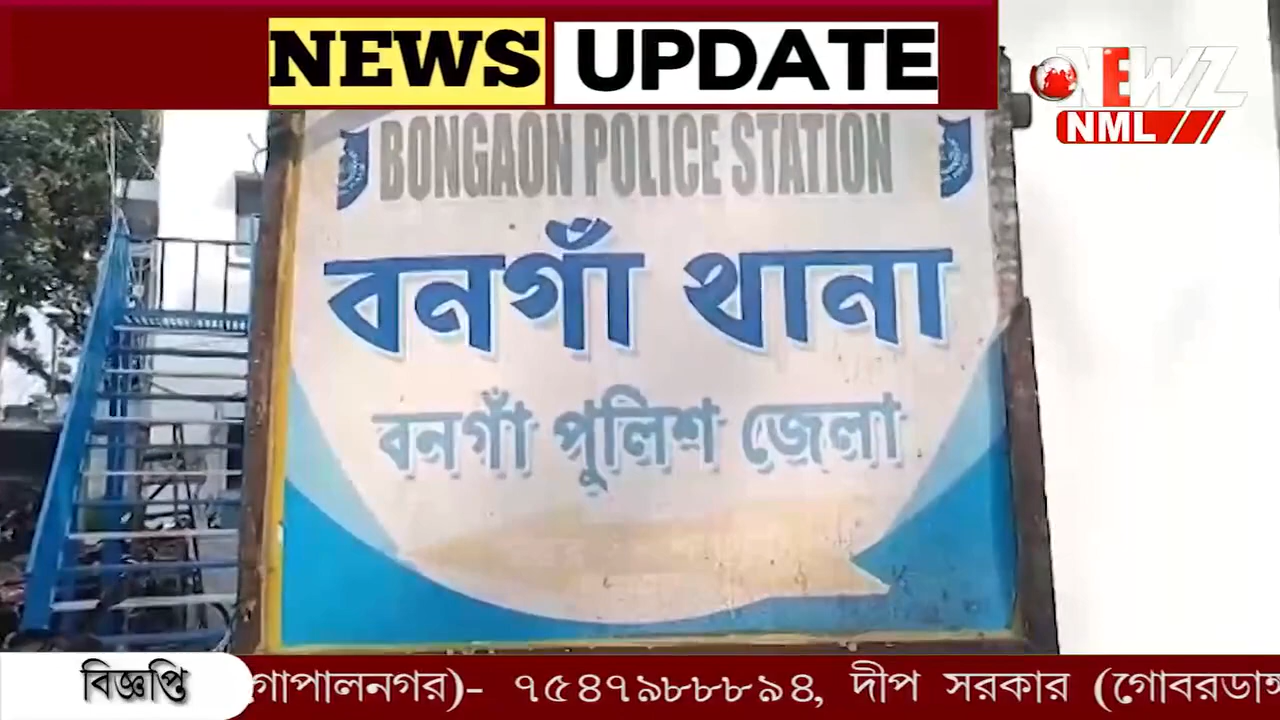 NEWS UPDATE
NEWZ
NML
BONGAON POLICE STATION
বনগাঁ থানা
বনগাঁ পুলিশ জেলা
বিজ্ঞপ্তি (গোপালনগর)- ৭৫৪৭৯৮৮৮৯৪, দীপ সরকার (গোবরডাঙ্গ